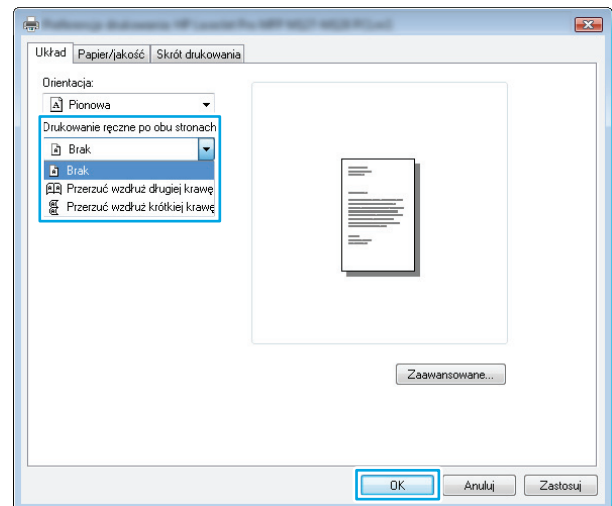 Układ
Papier/jakość
Skrót drukowania
Orientacja:
Pionowa
Drukowanie ręczne po obu stronach
Brak
Brak
Przerzuć wzdłuż długiej krawę
Przerzuć wzdłuż krótkiej krawę
Zaawansowane...
OK
Anuluj
Zastosuj